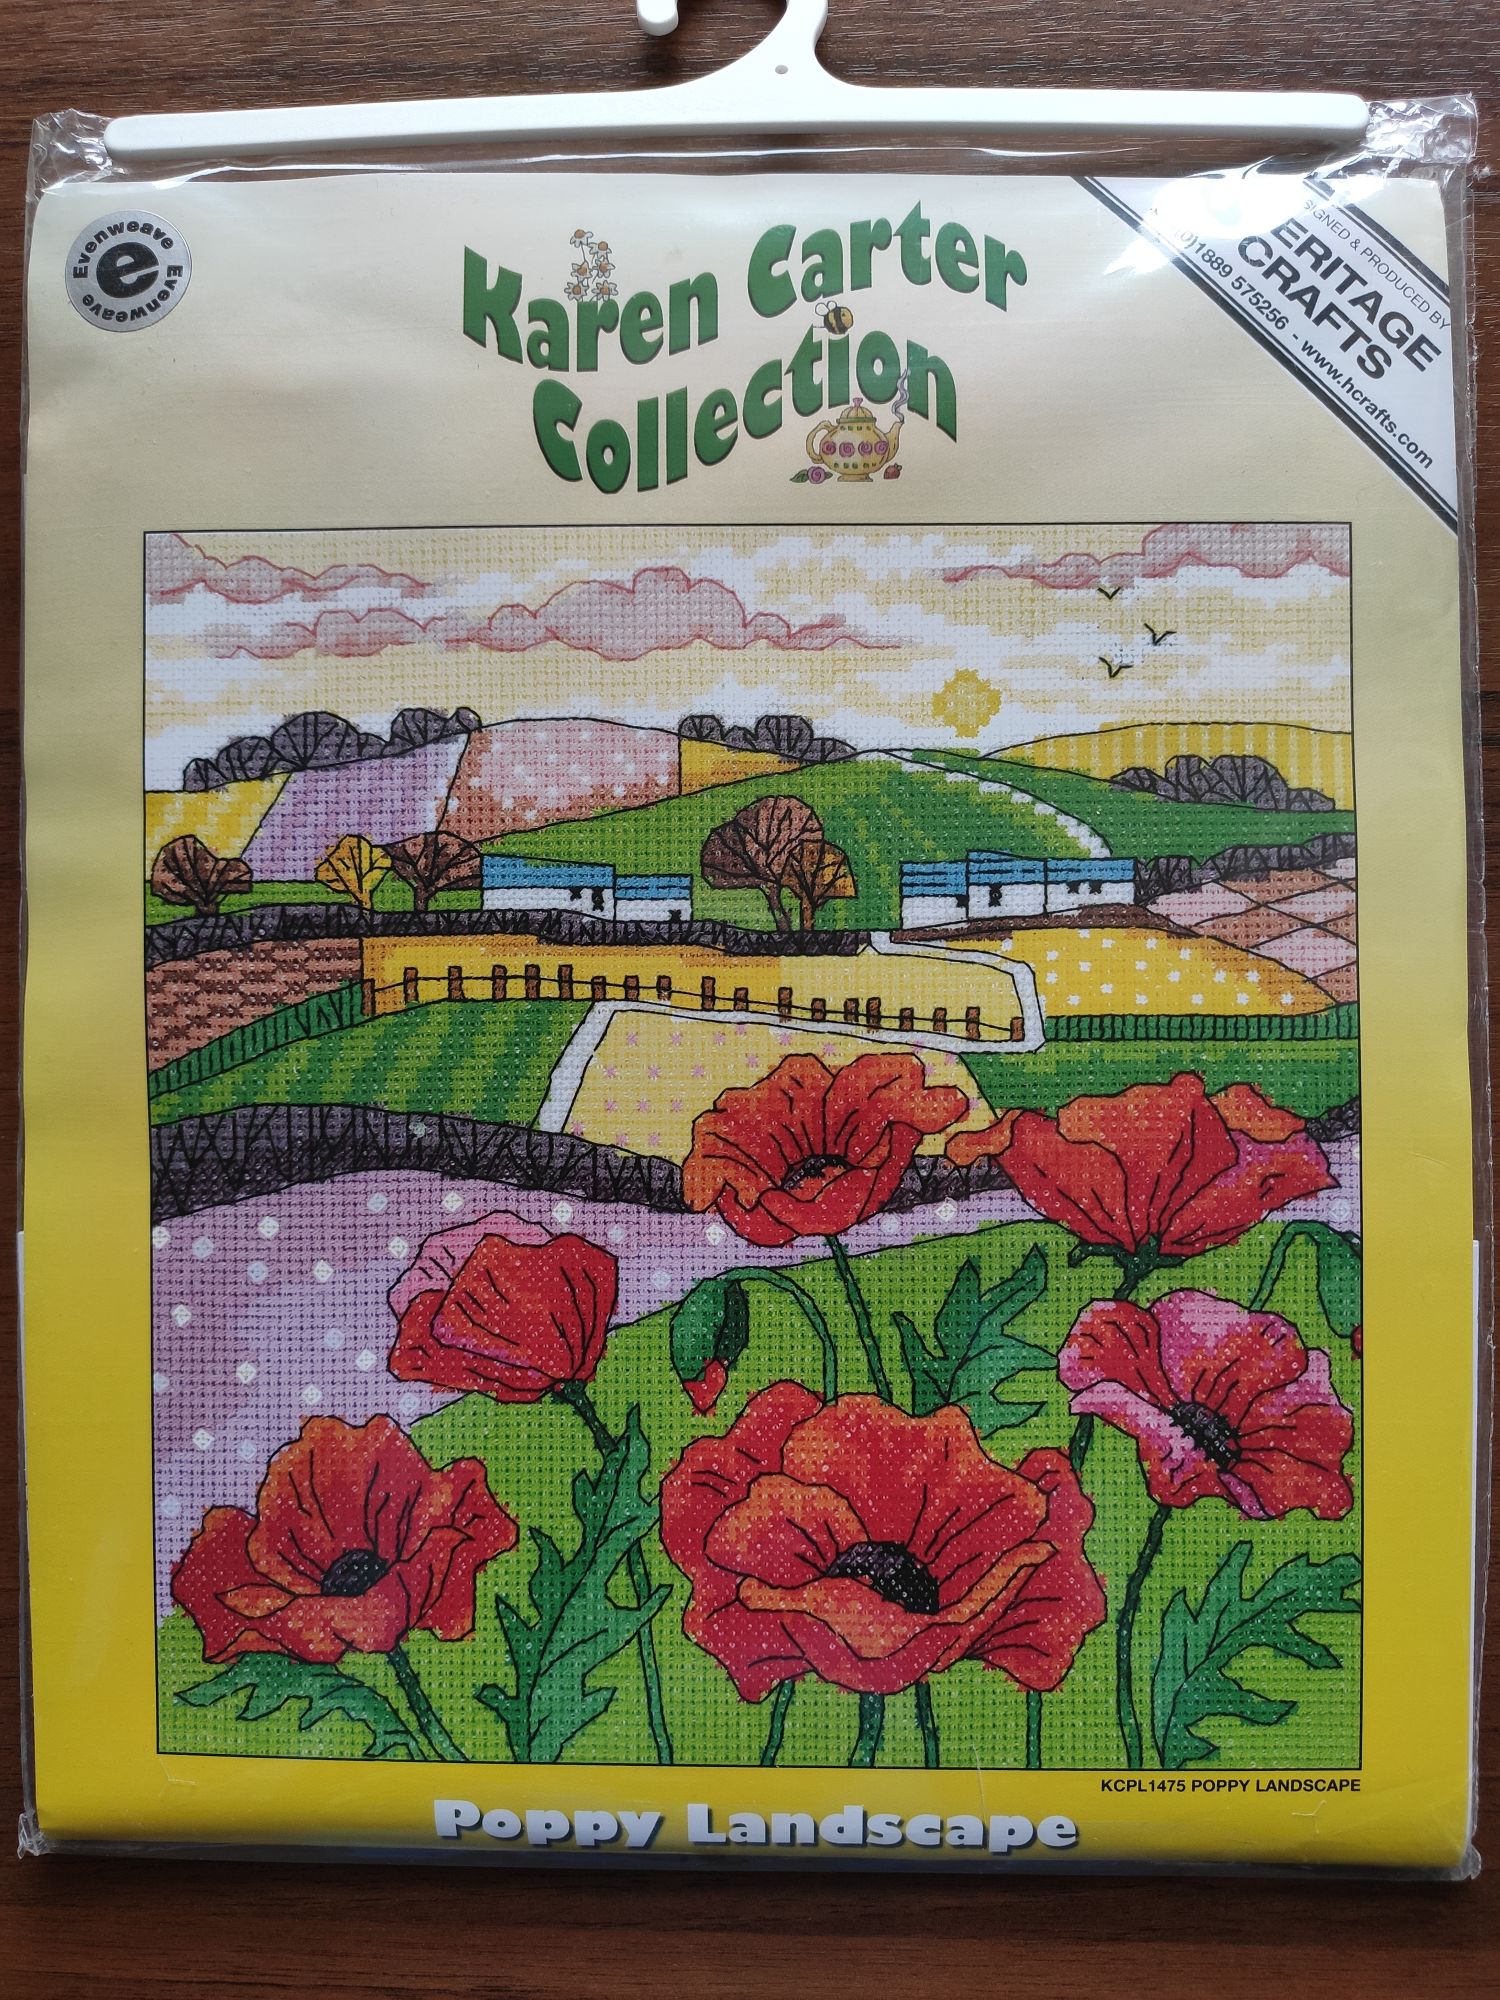 Evenweave
e
Evenweave
Karen Carter
Collection
SIGNED & PRODUCED BY
ERITAGE
CRAFTS
0)1889 575256 - www.hcrafts.com
KCPL1475 POPPY LANDSCAPE
Poppy Landscape